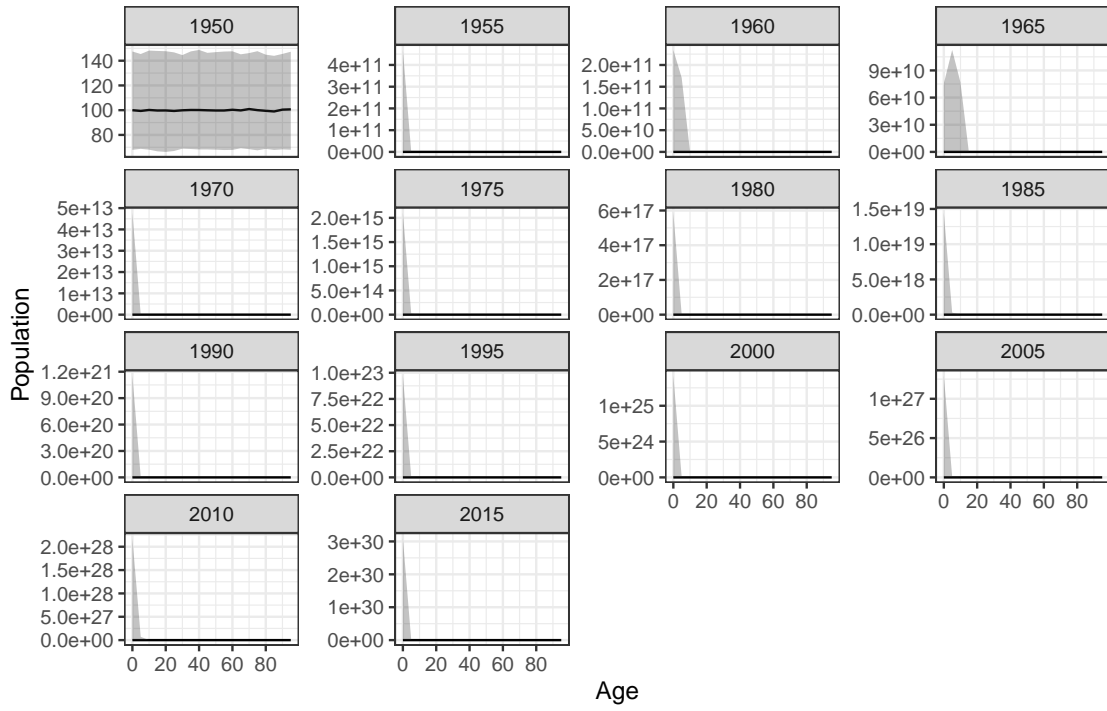 1950 1955 1960 1965
140
120
100
80
4e+11
3e+11
2e+11
1e+11
0e+00
2.0e+11
1.5e+11
1.0e+11
5.0e+10
0.0e+00
9e+10
6e+10
3e+10
0e+00
1970 1975 1980 1985
5e+13
4e+13
3e+13
2e+13
1e+13
0e+00
2.0e+15
1.5e+15
1.0e+15
5.0e+14
0.0e+00
6e+17
4e+17
2e+17
0e+00
1.5e+19
1.0e+19
5.0e+18
0.0e+00
1990 1995 2000 2005
1.2e+21
9.0e+20
6.0e+20
3.0e+20
0.0e+00
1.0e+23
7.5e+22
5.0e+22
2.5e+22
0.0e+00
1e+25
5e+24
0e+00
1e+27
5e+26
0e+00
0 20 40 60 80
0 20 40 60 80
2010 2015
2.0e+28
1.5e+28
1.0e+28
5.0e+27
0.0e+00
3e+30
2e+30
1e+30
0e+00
0 20 40 60 80
0 20 40 60 80
Population
Age